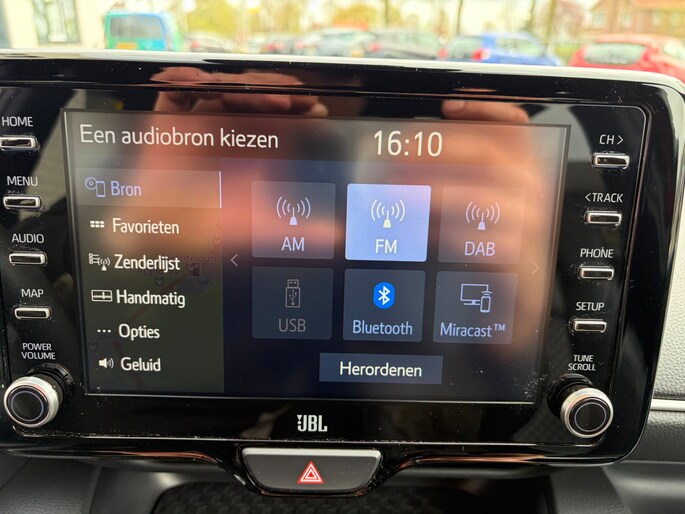 HOME
MENU
AUDIO
MAP
POWER
VOLUME
Een audiobron kiezen
16:10
Bron
Favorieten
Zenderlijst
Handmatig
Opties
Geluid
AM
FM
DAB
USB
Bluetooth
Miracast™
Herordenen
CH >
< TRACK
PHONE
SETUP
TUNE
SCROLL
JBL